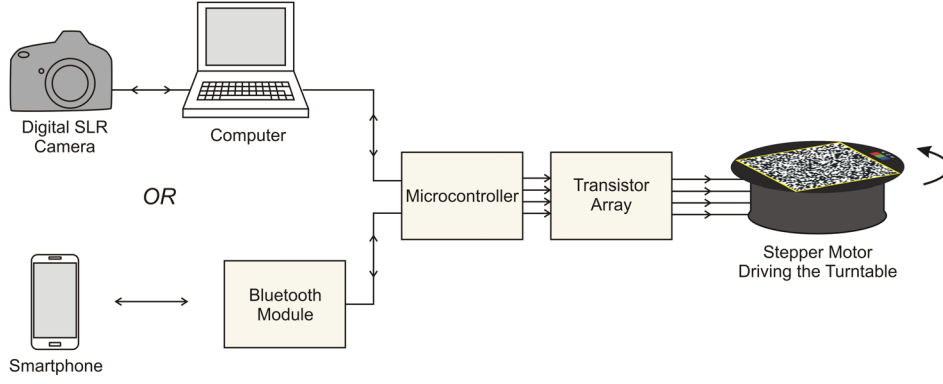 Digital SLR
Camera
Computer
OR
Microcontroller
Transistor
Array
Stepper Motor
Driving the Turntable
Bluetooth
Module
Smartphone